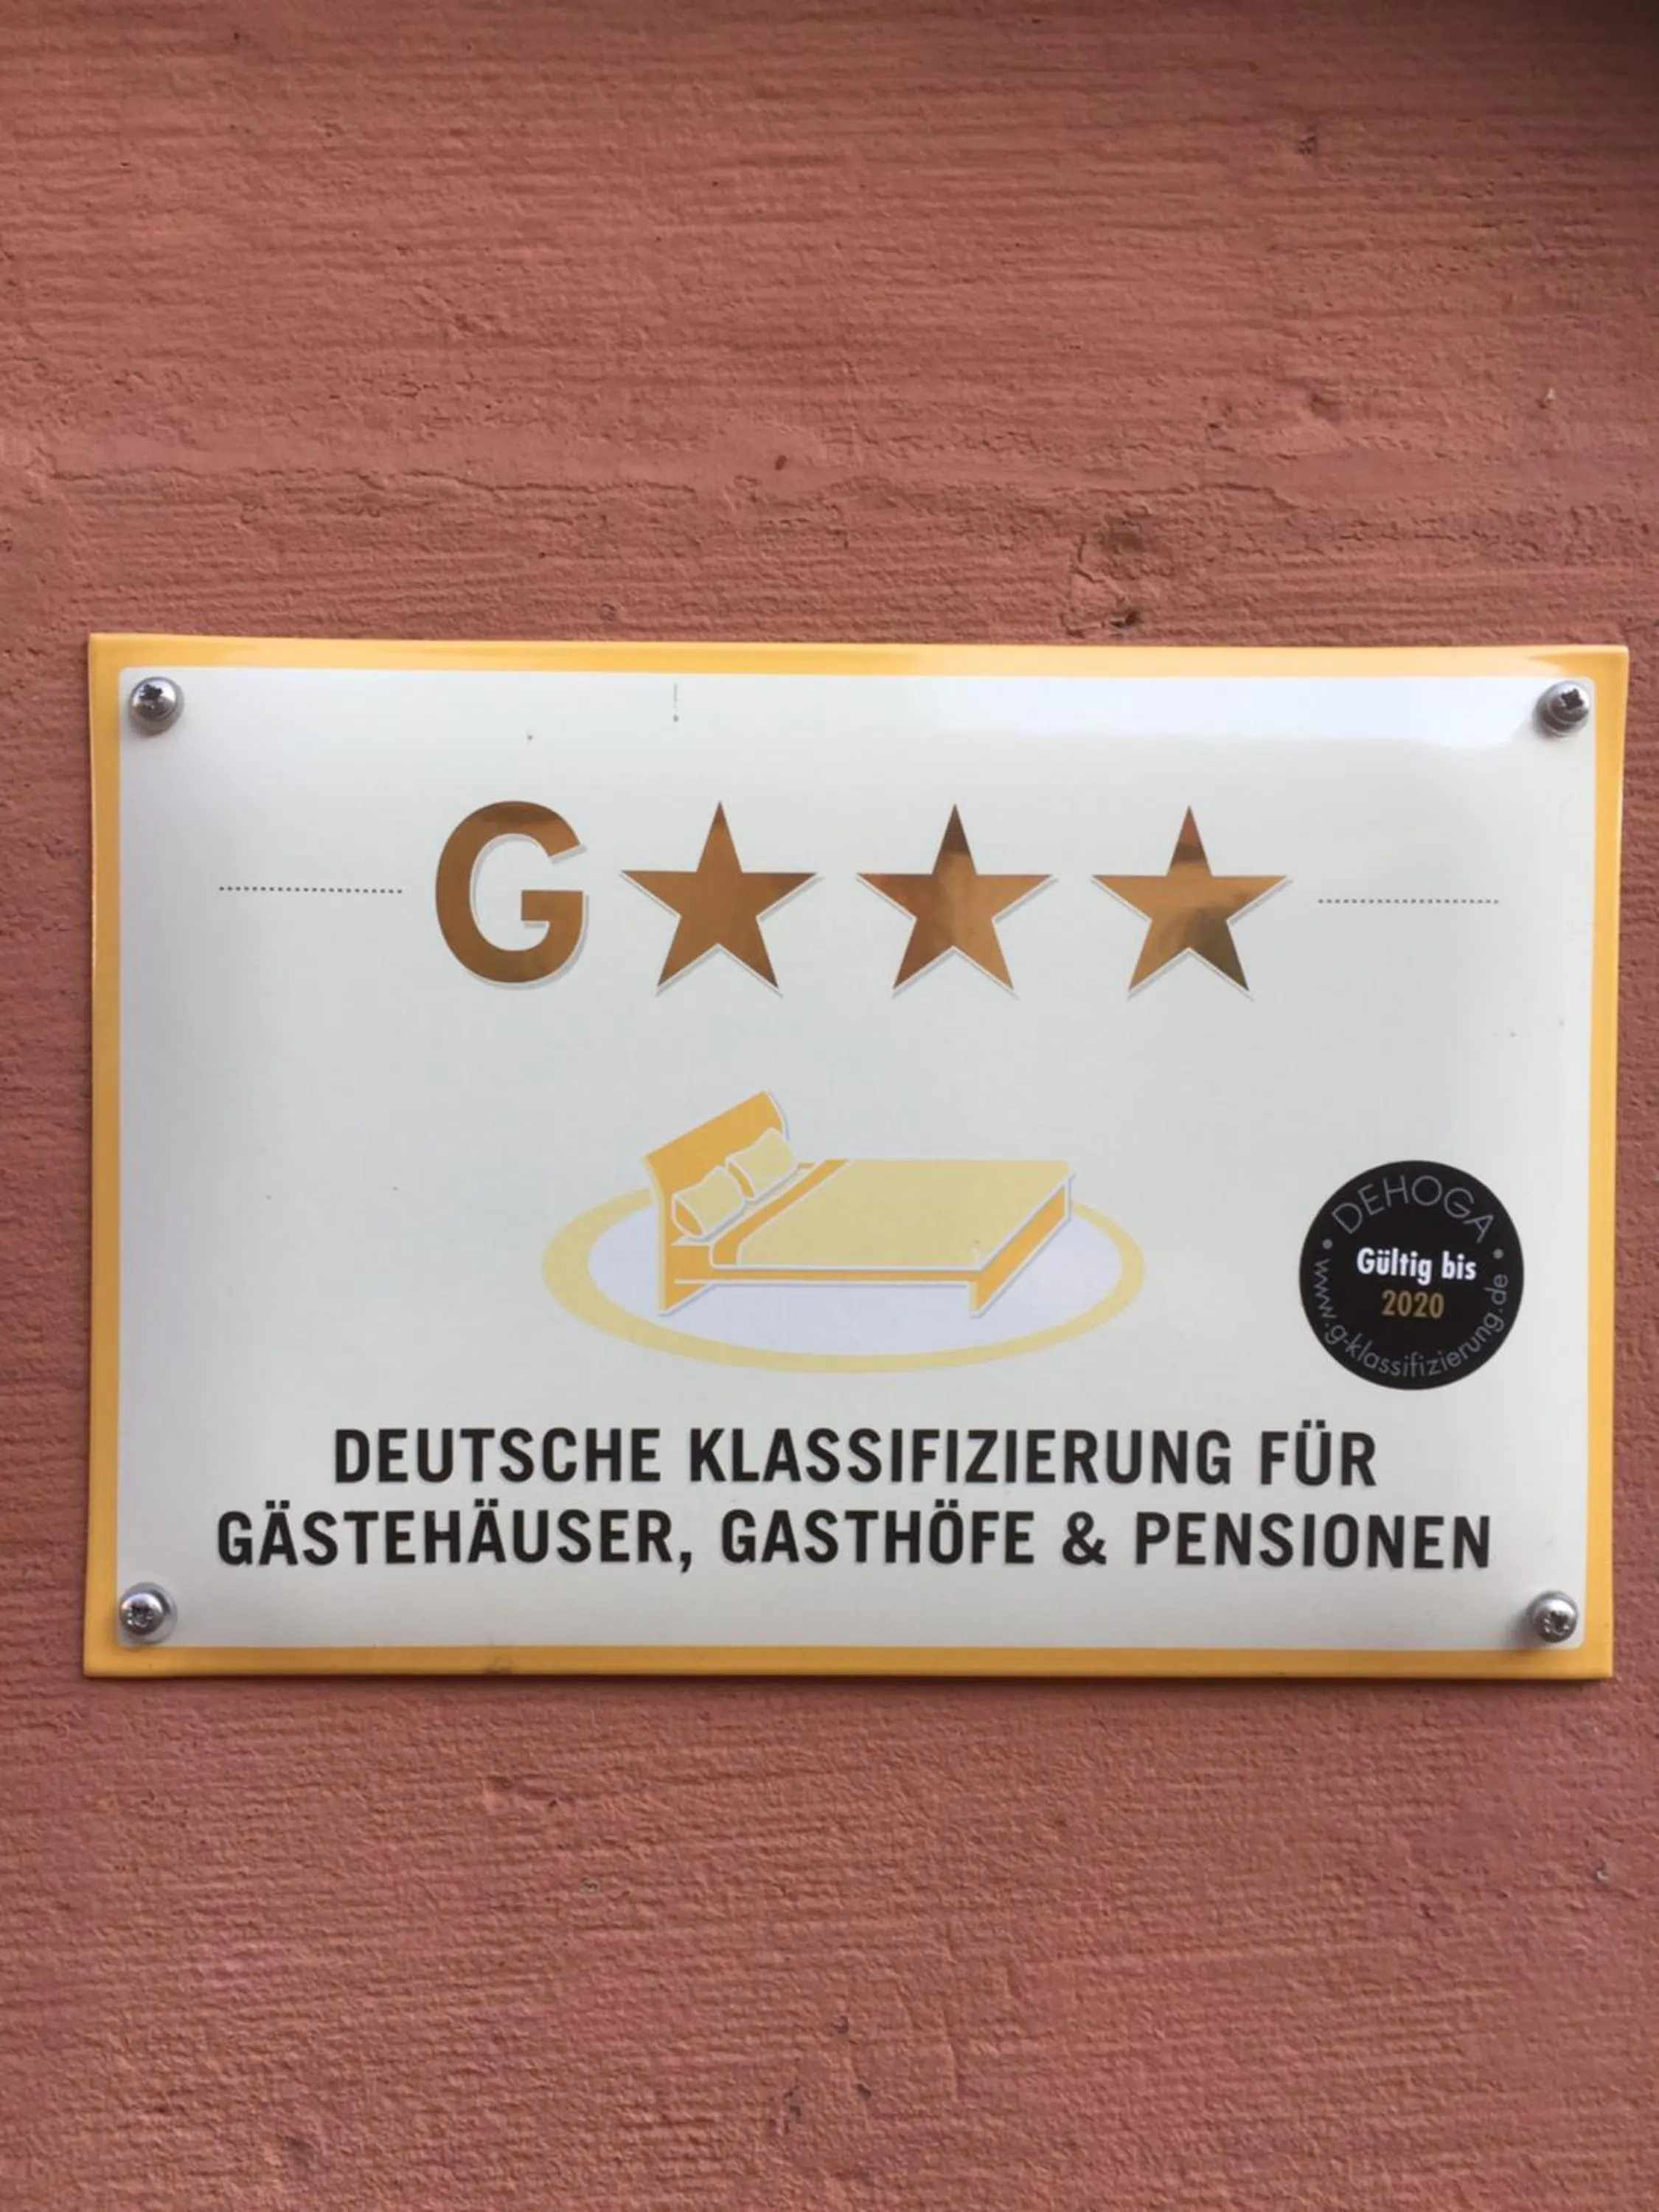 G★★★
• DEHOGA •
Gültig bis
2020
www.g-klassifizierung.de
DEUTSCHE KLASSIFIZIERUNG FÜR
GÄSTEHÄUSER, GASTHÖFE & PENSIONEN